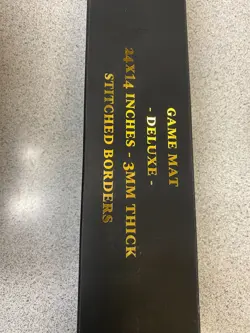 GAME MAT
- DELUXE -
24X14 INCHES - 3MM THICK
STITCHED BORDERS